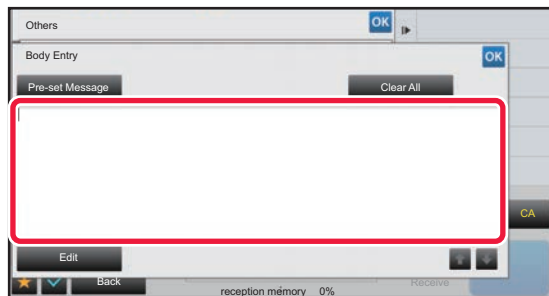 Others
OK
Body Entry
OK
Pre-set Message
Clear All
CA
Edit
Back
reception memory 0%
Receive